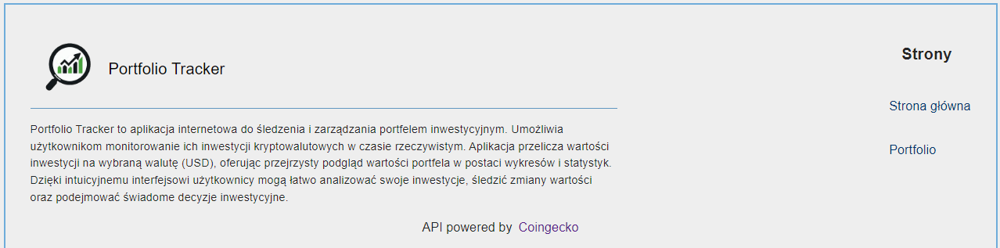 Portfolio Tracker
Portfolio Tracker to aplikacja internetowa do śledzenia i zarządzania portfelem inwestycyjnym. Umożliwia
użytkownikom monitorowanie ich inwestycji kryptowalutowych w czasie rzeczywistym. Aplikacja przelicza wartości
inwestycji na wybraną walutę (USD), oferując przejrzysty podgląd wartości portfela w postaci wykresów i statystyk.
Dzięki intuicyjnemu interfejsowi użytkownicy mogą łatwo analizować swoje inwestycje, śledzić zmiany wartości
oraz podejmować świadome decyzje inwestycyjne.
Strony
Strona główna
Portfolio
API powered by Coingecko